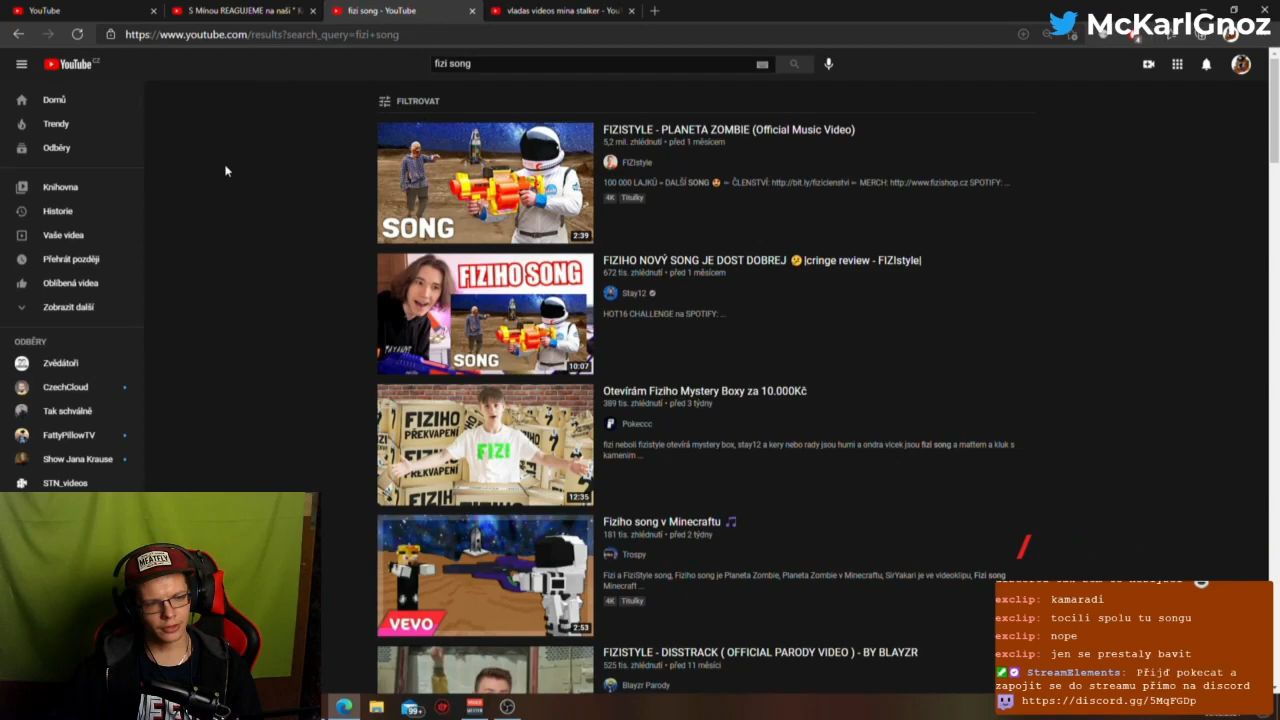 YouTube
S Mínou REAGUJEME na naši "
fizi song - YouTube
vladas videos mina stalker - You
McKarlGnoz
https://www.youtube.com/results?search_query=fizi+song
YouTube CZ
fizi song
Domů
Trendy
Odběry
Knihovna
Historie
Vaše videa
Přehrát později
Oblíbená videa
Zobrazit další
ODBĚRY
Zvědátoři
CzechCloud
Tak schválně
FattyPillowTV
Show Jana Krause
STN_videos
FILTROVAT
SONG
2:39
FIZISTYLE - PLANETA ZOMBIE (Official Music Video)
5,2 mil. zhlédnutí • před 1 měsícem
FIZIstyle
100 000 LAJKŮ = DALŠÍ SONG 😍 ✂ ČLENSTVÍ: http://bit.ly/fiziclenstvi ✂ MERCH: http://www.fizishop.cz SPOTIFY: ...
4K Titulky
FIZIHO SONG
SONG
10:07
FIZIHO NOVÝ SONG JE DOST DOBREJ 🤣 |cringe review - FIZIstyle|
672 tis. zhlédnutí • před 1 měsícem
Stay12
HOT16 CHALLENGE na SPOTIFY: ...
FIZIHO
PŘEKVAPENÍ
FIZI
12:35
Otevírám Fiziho Mystery Boxy za 10.000Kč
389 tis. zhlédnutí • před 3 týdny
Pokeccc
fizi neboli fizistyle otevírá mystery box, stay12 a kery nebo rady jsou humi a ondra vlcek jsou fizi song a mattem a kluk s
kamenim ...
VEVO
2:53
Fiziho song v Minecraftu 🎵
181 tis. zhlédnutí • před 2 týdny
Trospy
Fizi a FiziStyle song, Fiziho song je Planeta Zombie, Planeta Zombie v Minecraftu, Si/Yakari je ve videoklipu, Fizi song
Minecraft ...
4K Titulky
FIZISTYLE - DISSTRACK ( OFFICIAL PARODY VIDEO ) - BY BLAYZR
525 tis. zhlédnutí • před 11 měsíci
Blayzr Parody
MEATFLY
exclip: kamaradi
exclip: tocili spolu tu songu
exclip: nope
exclip: jen se prestaly bavit
StreamElements: Přijď pokecat a
zapojit se do streamu přímo na discord
https://discord.gg/5MqFGDp
99+